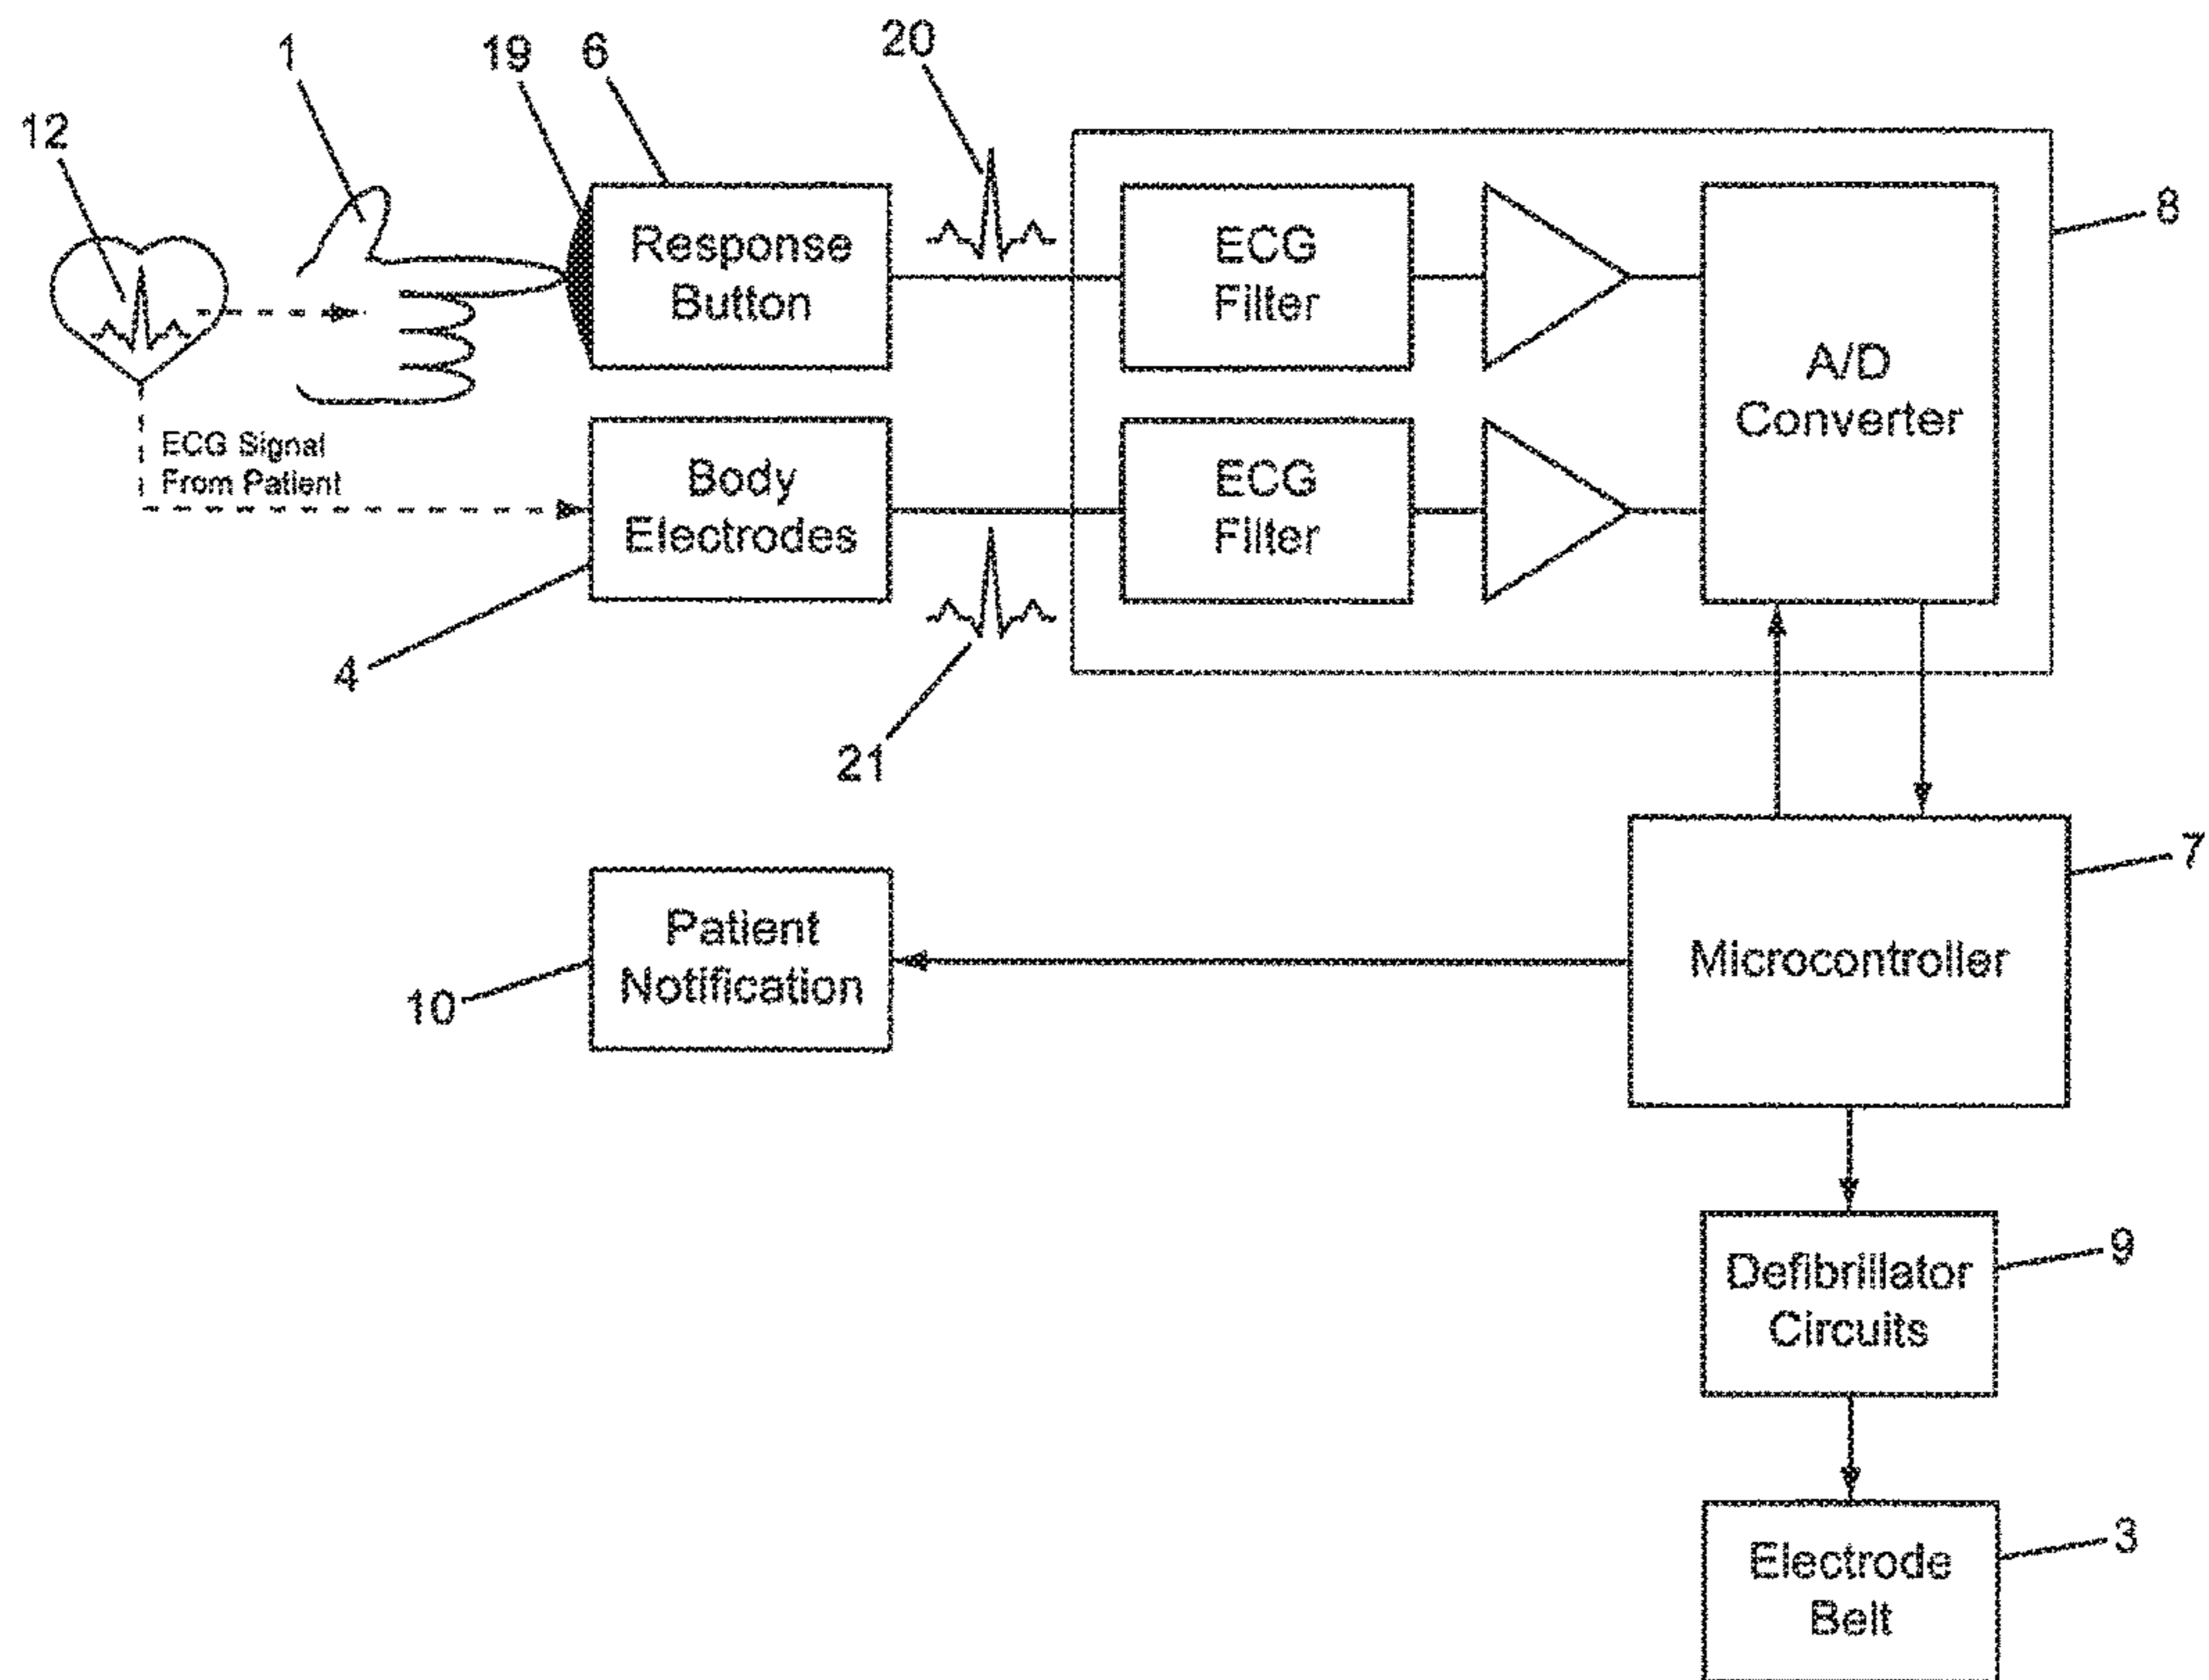 20
1
19
6
12
8
Response
Button
ECG
Filter
A/D
Converter
ECG Signal
From Patient
Body
Electrodes
ECG
Filter
4
21
7
Patient
Notification
Microcontroller
10
9
Defibrillator
Circuits
3
Electrode
Belt